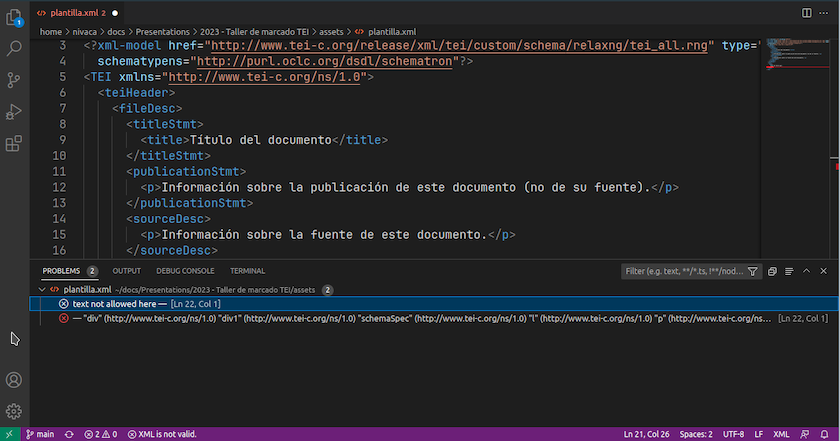 plantilla.xml 2
1
home > nivaca > docs > Presentations > 2023 - Taller de marcado TEI > assets > plantilla.xml
3 <?xml-model href="http://www.tei-c.org/release/xml/tei/custom/schema/relaxng/tei_all.rng" type="
4 schematypens="http://purl.oclc.org/dsdl/schematron"?>
5 <TEI xmlns="http://www.tei-c.org/ns/1.0">
6 <teiHeader>
7 <fileDesc>
8 <titleStmt>
9 <title>Título del documento</title>
10 </titleStmt>
11 <publicationStmt>
12 <p>Información sobre la publicación de este documento (no de su fuente).</p>
13 </publicationStmt>
14 <sourceDesc>
15 <p>Información sobre la fuente de este documento.</p>
16 </sourceDesc>
PROBLEMS 2 OUTPUT DEBUG CONSOLE TERMINAL Filter (e.g. text, **/*.ts, !**/nod...
plantilla.xml ~/docs/Presentations/2023 - Taller de marcado TEI/assets 2
text not allowed here — [Ln 22, Col 1]
— "div" (http://www.tei-c.org/ns/1.0) "div1" (http://www.tei-c.org/ns/1.0) "schemaSpec" (http://www.tei-c.org/ns/1.0) "l" (http://www.tei-c.org/ns/1.0) "p" (http://www.tei-c.org/ns... [Ln 22, Col 1]
main 2 0 XML is not valid. Ln 21, Col 26 Spaces: 2 UTF-8 LF XML